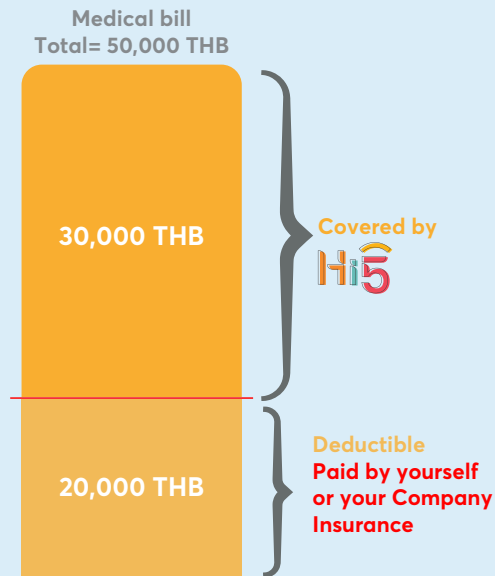 Medical bill
Total= 50,000 THB
30,000 THB
Covered by
Hi5
20,000 THB
Deductible
Paid by yourself
or your Company
Insurance